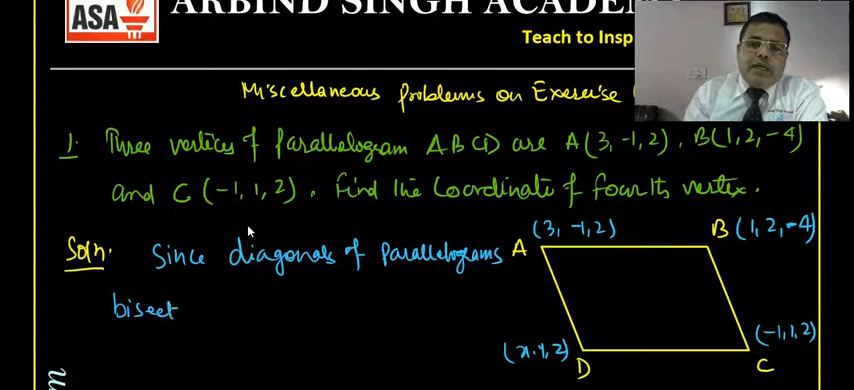 ARBIND SINGH ACADEM
ASA
Teach to Insp
Miscellaneous problems on Exercise
1. Three vertices of parallelogram ABCD are A(3,-1,2), B(1,2,-4)
and C(-1,1,2). Find the Coordinate of fourth vertex.
Soln. Since diagonals of parallelograms
bisect
A (3,-1,2) B (1,2,-4)
(x,y,z) D (-1,1,2) C